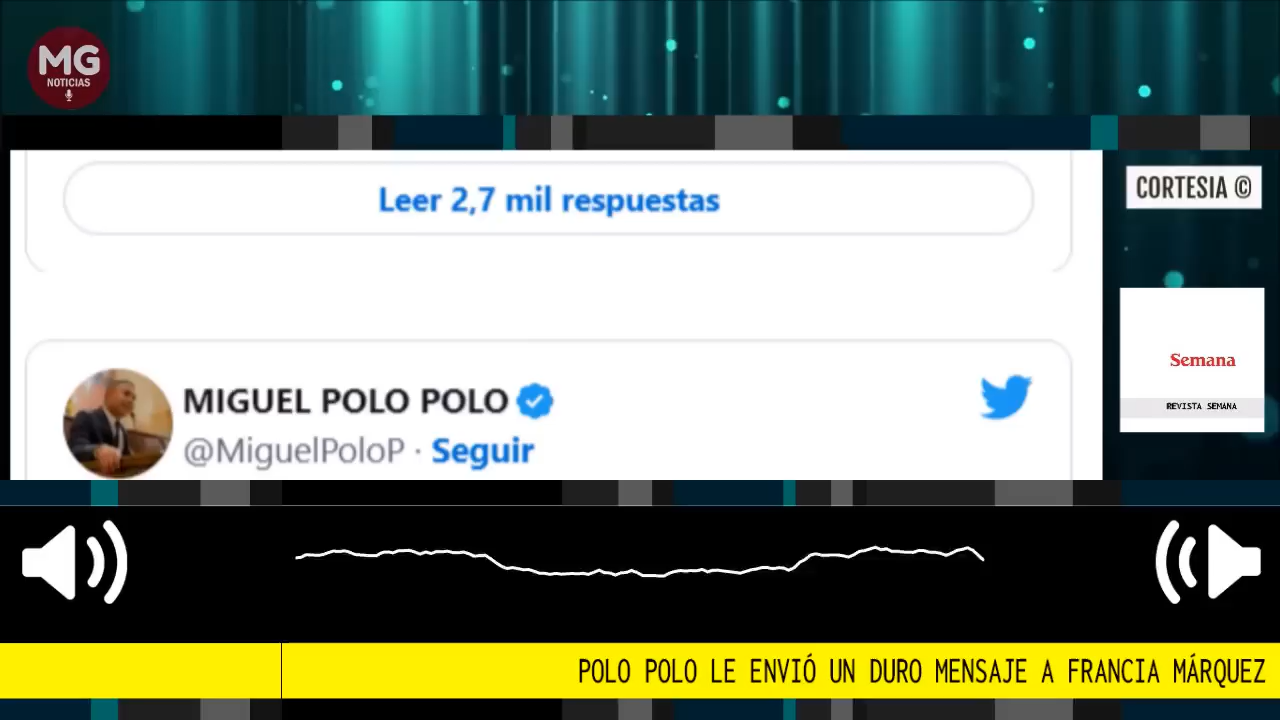 MG
NOTICIAS
Leer 2,7 mil respuestas
CORTESIA ©
MIGUEL POLO POLO
@MiguelPoloP · Seguir
Semana
REVISTA SEMANA
POLO POLO LE ENVIÓ UN DURO MENSAJE A FRANCIA MÁRQUEZ